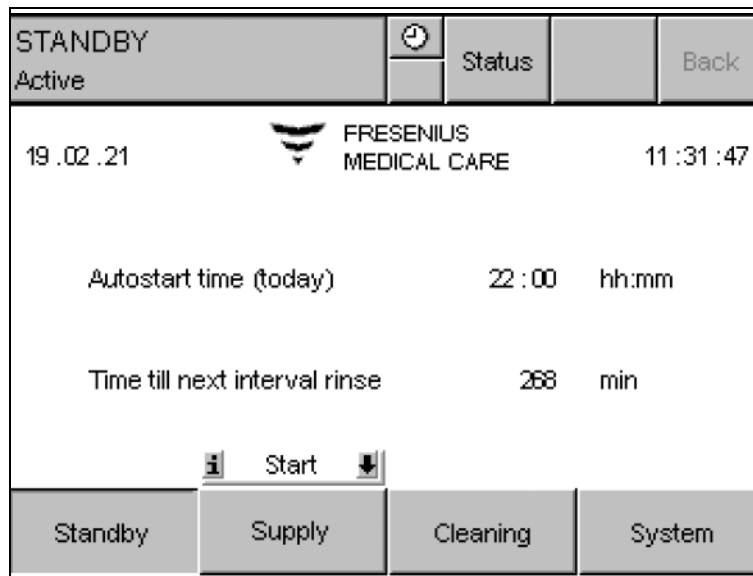 STANDBY
Active
Status
Back
19.02.21
FRESENIUS
MEDICAL CARE
11:31:47
Autostart time (today) 22:00 hh:mm
Time till next interval rinse 268 min
i Start
Standby Supply Cleaning System